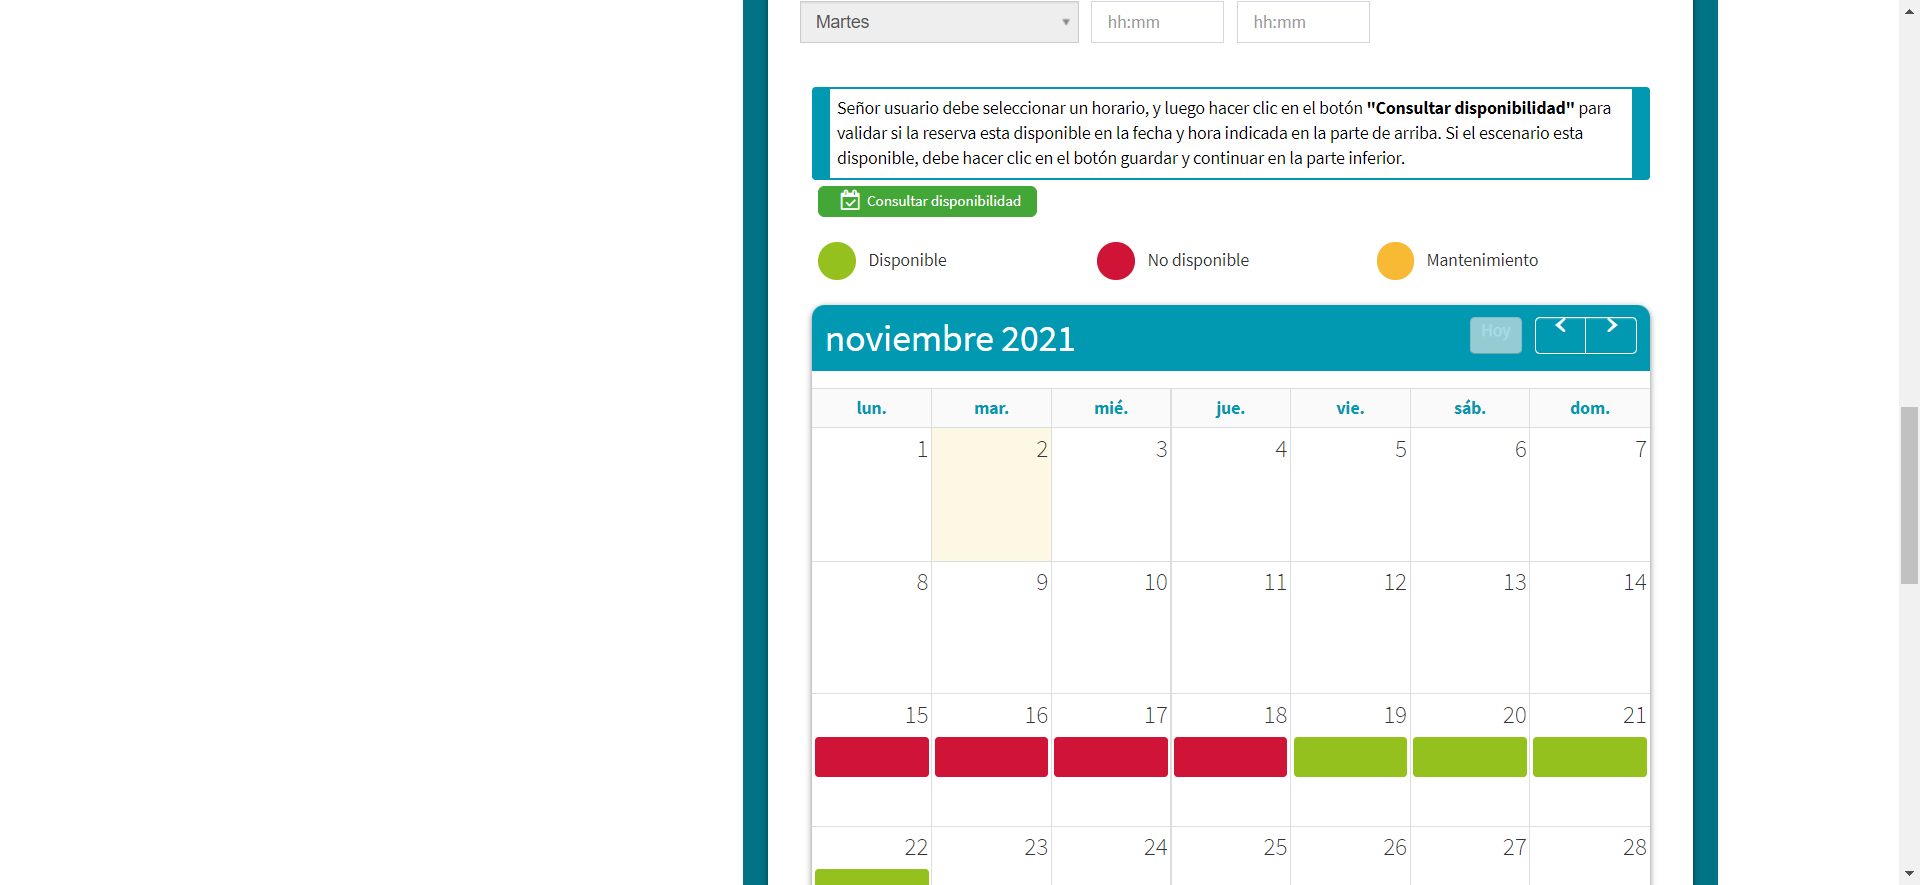 Martes hh:mm hh:mm
Señor usuario debe seleccionar un horario, y luego hacer clic en el botón "Consultar disponibilidad" para
validar si la reserva esta disponible en la fecha y hora indicada en la parte de arriba. Si el escenario esta
disponible, debe hacer clic en el botón guardar y continuar en la parte inferior.
Consultar disponibilidad
Disponible No disponible Mantenimiento
noviembre 2021 Hoy
lun. mar. mié. jue. vie. sáb. dom.
1 2 3 4 5 6 7
8 9 10 11 12 13 14
15 16 17 18 19 20 21
22 23 24 25 26 27 28